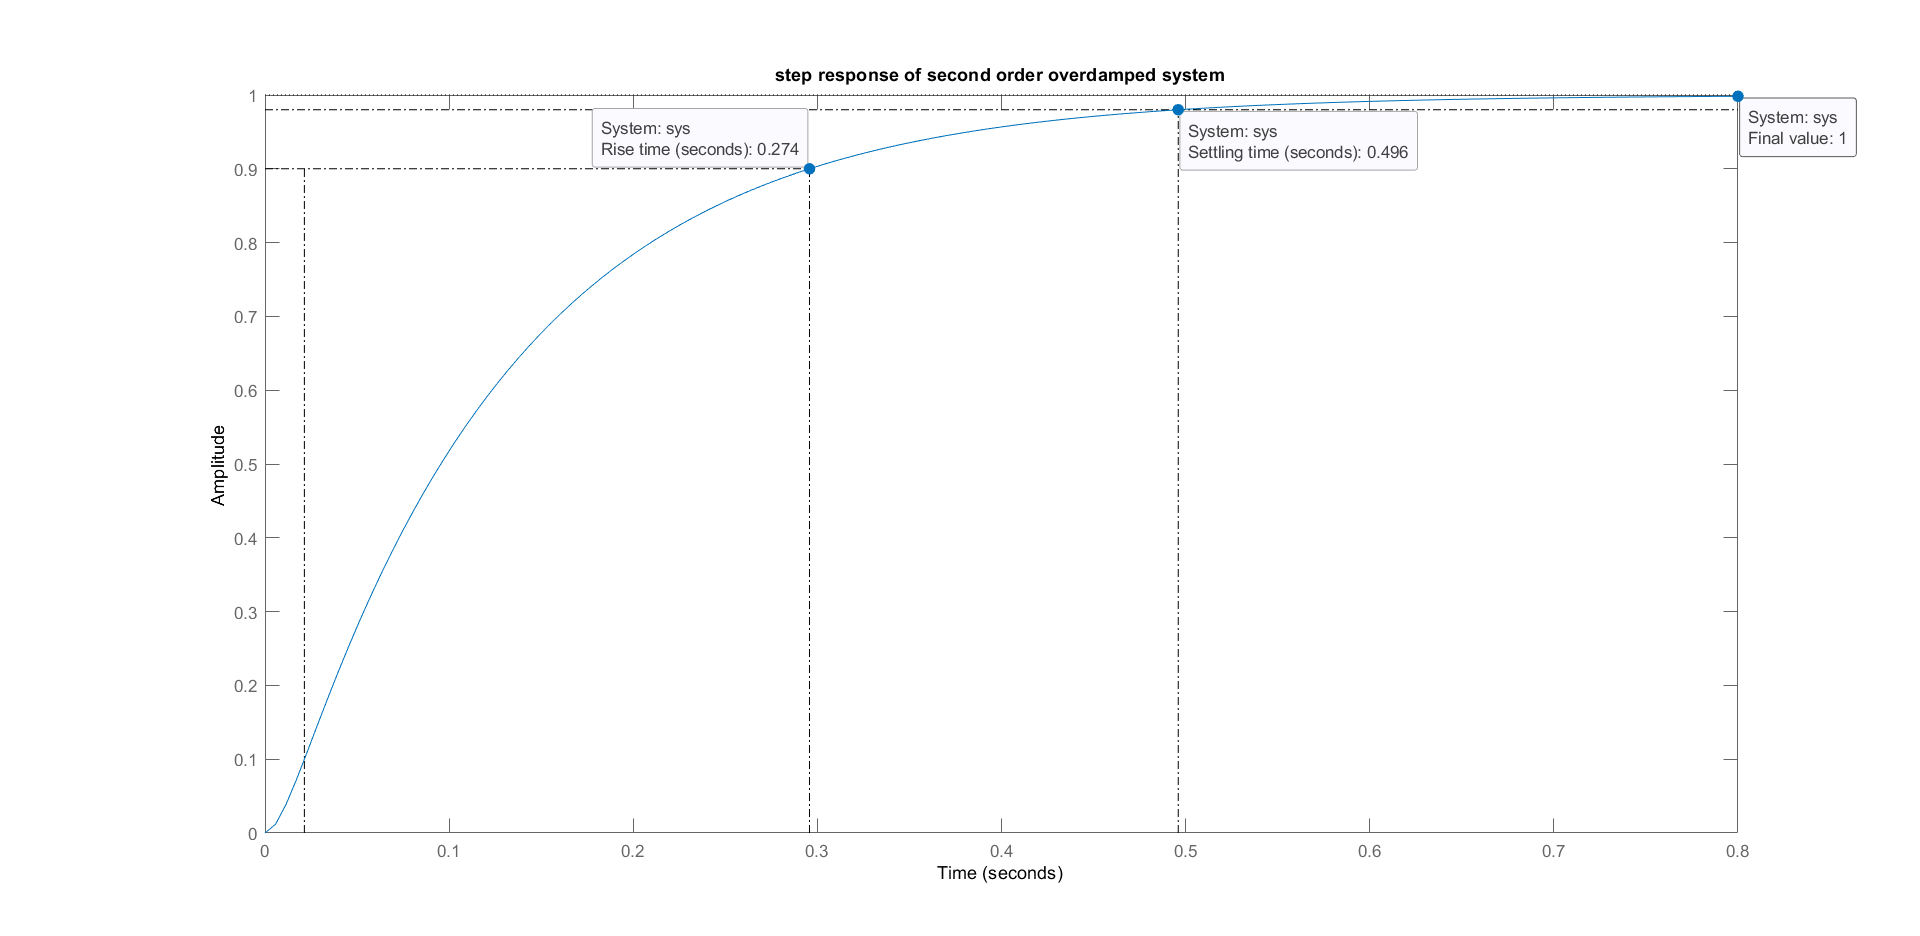 step response of second order overdamped system
System: sys
Rise time (seconds): 0.274
System: sys
Settling time (seconds): 0.496
System: sys
Final value: 1
Amplitude
1
0.9
0.8
0.7
0.6
0.5
0.4
0.3
0.2
0.1
0
0 0.1 0.2 0.3 0.4 0.5 0.6 0.7 0.8
Time (seconds)